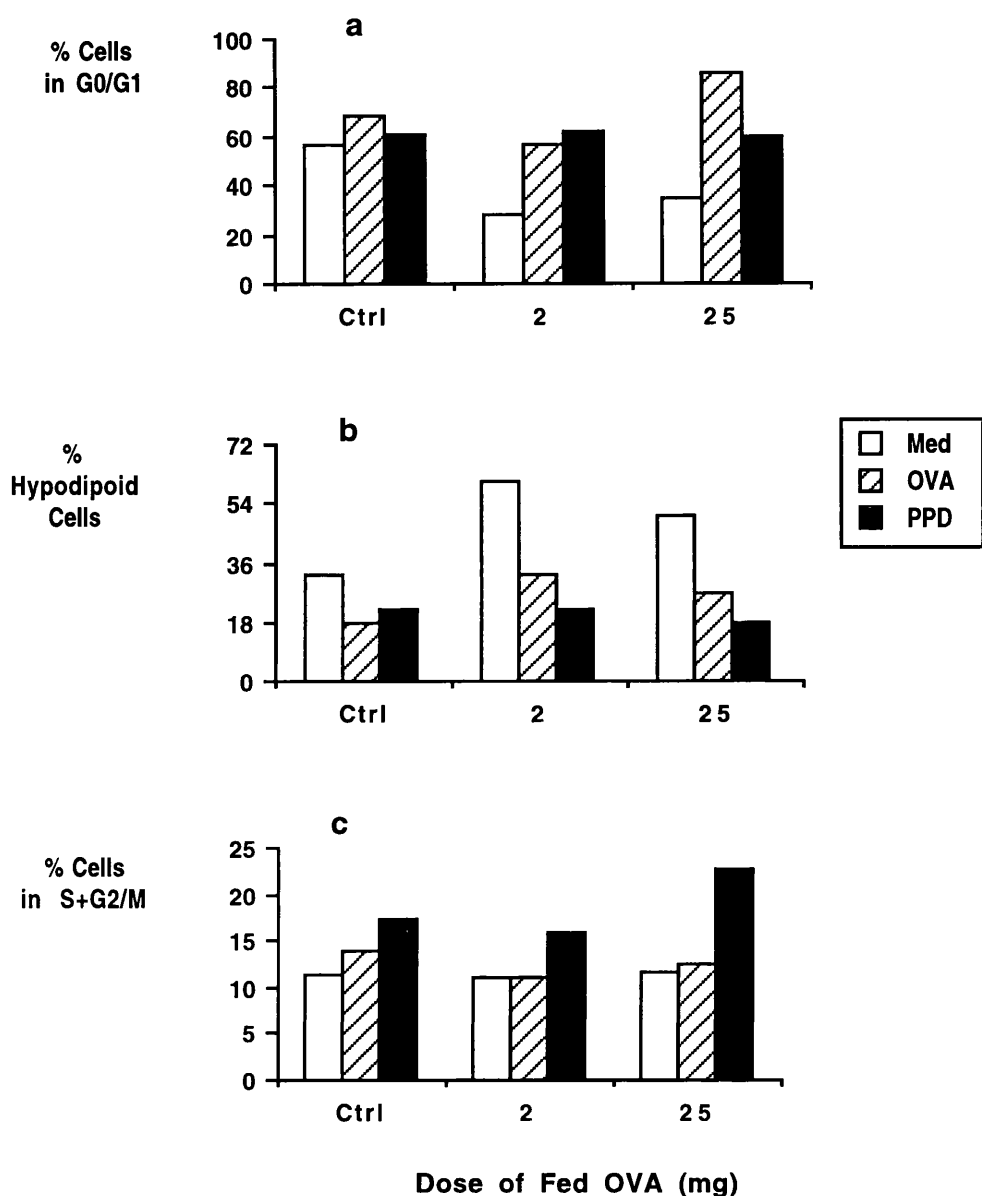 a
% Cells
in G0/G1
100
80
60
40
20
0
Ctrl 2 25
b
%
Hypodipoid
Cells
72
54
36
18
0
Ctrl 2 25
Med
OVA
PPD
c
% Cells
in S+G2/M
25
20
15
10
5
0
Ctrl 2 25
Dose of Fed OVA (mg)